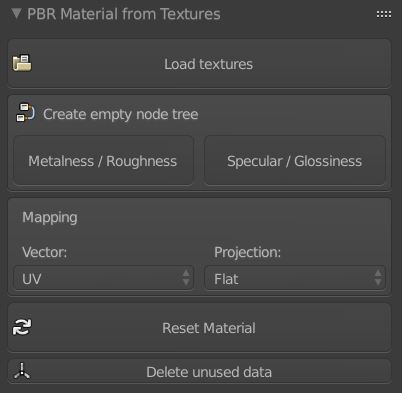 PBR Material from Textures
Load textures
Create empty node tree
Metalness / Roughness Specular / Glossiness
Mapping
Vector: Projection:
UV Flat
Reset Material
Delete unused data